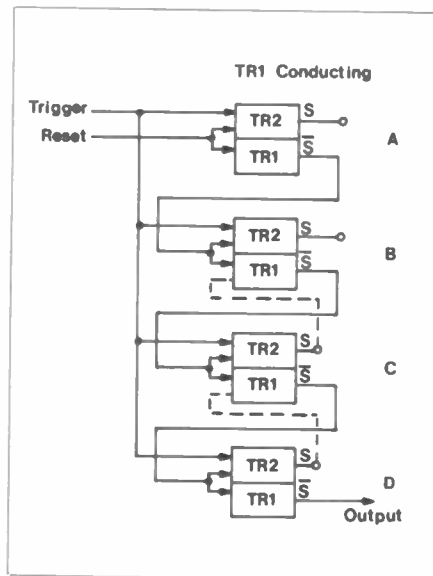 TR1 Conducting
Trigger
Reset
TR2 S
TR1 S̅
A
TR2 S
TR1 S̅
B
TR2 S
TR1 S̅
C
TR2 S
TR1 S̅
D
Output